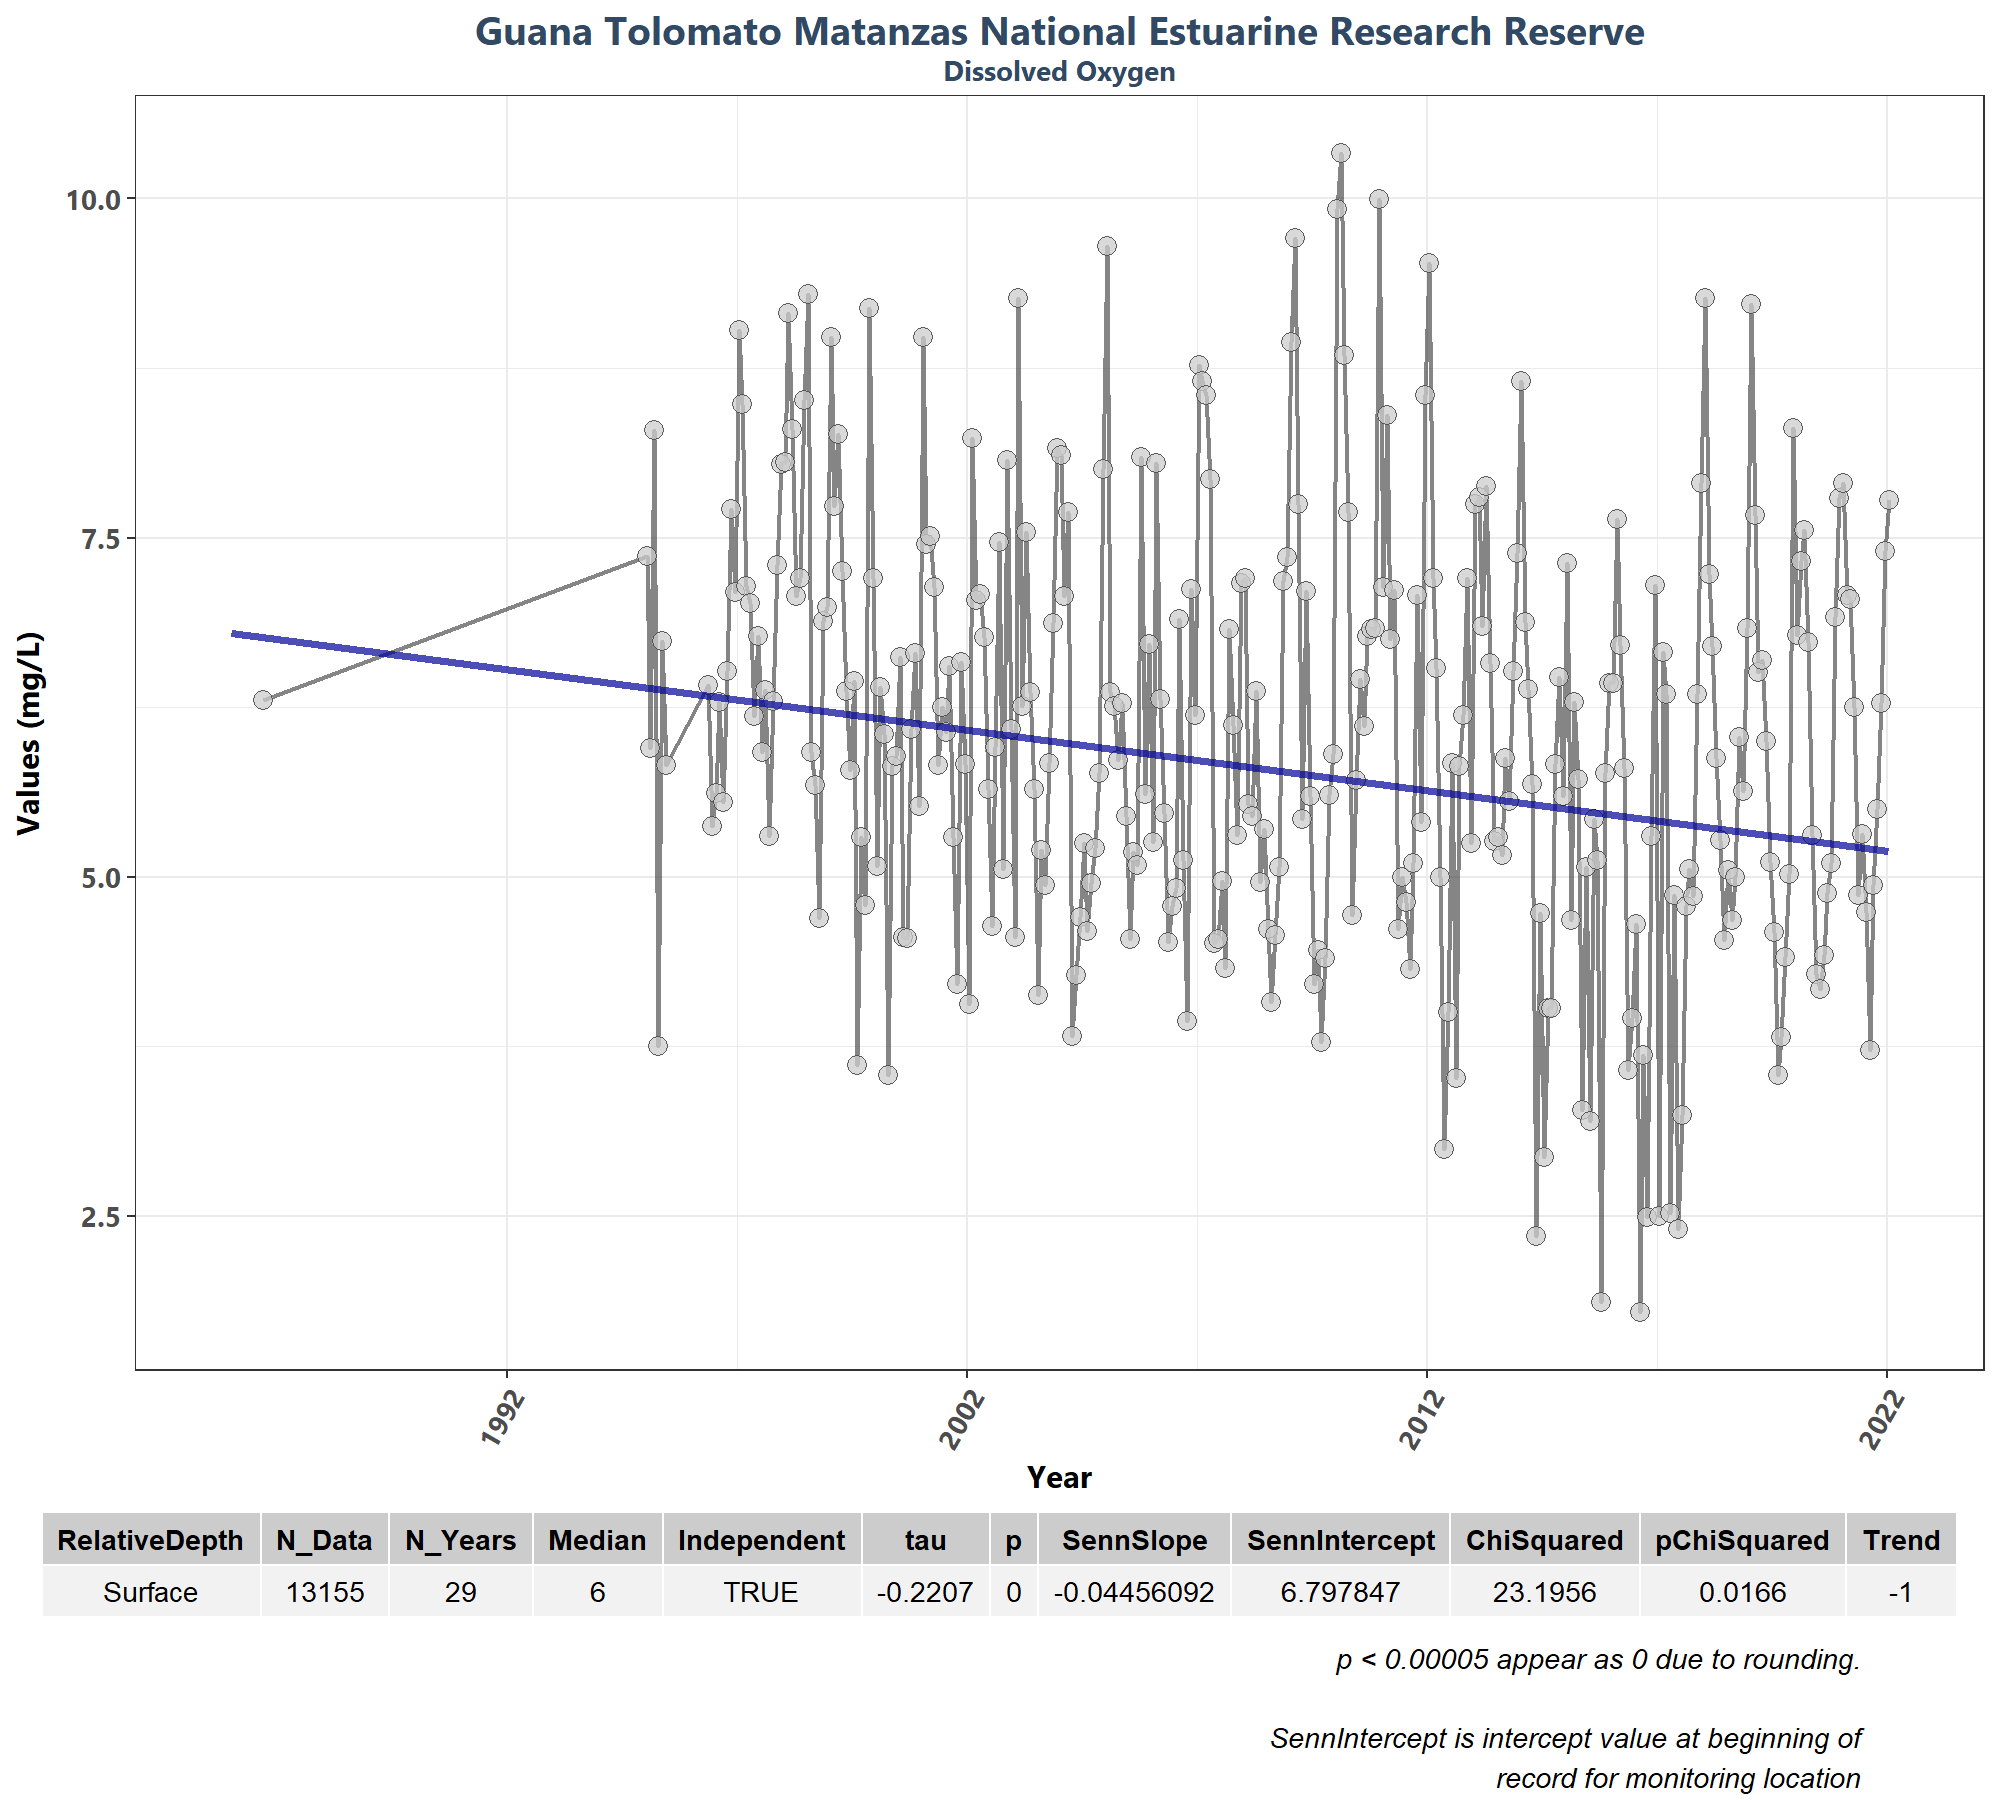 Guana Tolomato Matanzas National Estuarine Research Reserve
Dissolved Oxygen
Values (mg/L)
10.0
7.5
5.0
2.5
1992 2002 2012 2022
Year
RelativeDepth N_Data N_Years Median Independent tau p SennSlope SennIntercept ChiSquared pChiSquared Trend
Surface 13155 29 6 TRUE -0.2207 0 -0.04456092 6.797847 23.1956 0.0166 -1
p < 0.00005 appear as 0 due to rounding.
SennIntercept is intercept value at beginning of
record for monitoring location